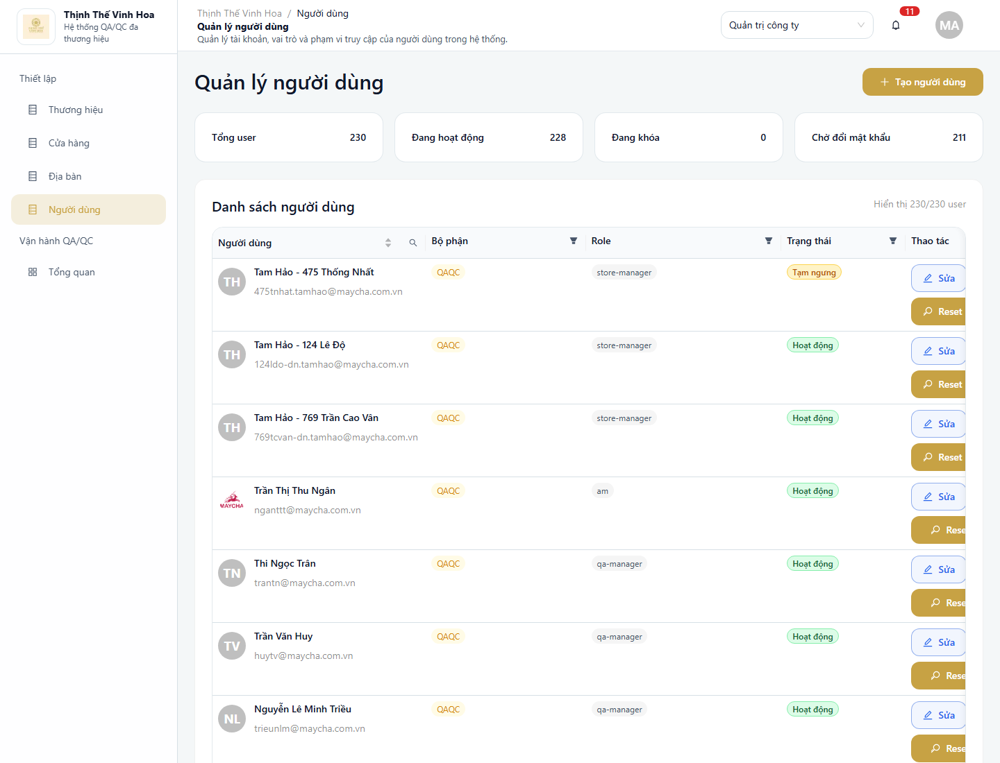 Thịnh Thế Vinh Hoa
Hệ thống QA/QC đa
thương hiệu
Thiết lập
Thương hiệu
Cửa hàng
Địa bàn
Người dùng
Vận hành QA/QC
Tổng quan
Thịnh Thế Vinh Hoa / Người dùng
Quản lý người dùng
Quản lý tài khoản, vai trò và phạm vi truy cập của người dùng trong hệ thống.
Quản trị công ty
11
MA
Quản lý người dùng
Tạo người dùng
Tổng user 230
Đang hoạt động 228
Đang khóa 0
Chờ đổi mật khẩu 211
Danh sách người dùng
Hiển thị 230/230 user
Người dùng Bộ phận Role Trạng thái Thao tác
TH Tam Hảo - 475 Thống Nhất QAQC store-manager Tạm ngưng Sửa
475tnhat.tamhao@maycha.com.vn
Reset
TH Tam Hảo - 124 Lê Độ QAQC store-manager Hoạt động Sửa
124ldo-dn.tamhao@maycha.com.vn
Reset
TH Tam Hảo - 769 Trần Cao Vân QAQC store-manager Hoạt động Sửa
769tcvan-dn.tamhao@maycha.com.vn
Reset
MAYCHA Trần Thị Thu Ngân QAQC am Hoạt động Sửa
nganttt@maycha.com.vn
Rese
TN Thi Ngọc Trân QAQC qa-manager Hoạt động Sửa
trantn@maycha.com.vn
Rese
TV Trần Văn Huy QAQC qa-manager Hoạt động Sửa
huytv@maycha.com.vn
Rese
NL Nguyễn Lê Minh Triều QAQC qa-manager Hoạt động Sửa
trieunlm@maycha.com.vn
Rese